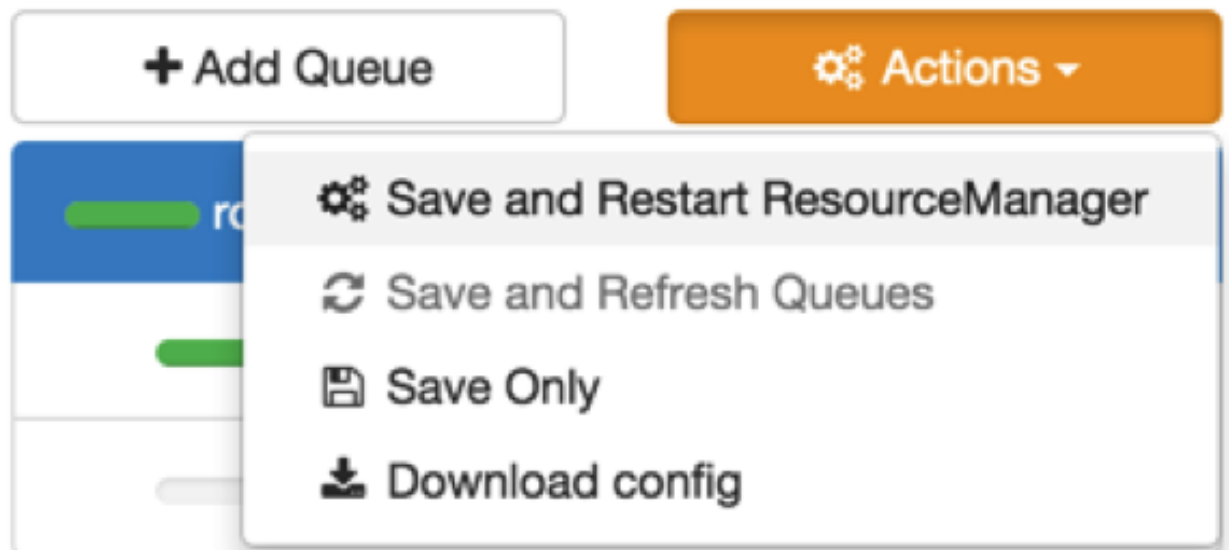 Add Queue
Actions
Save and Restart ResourceManager
Save and Refresh Queues
Save Only
Download config